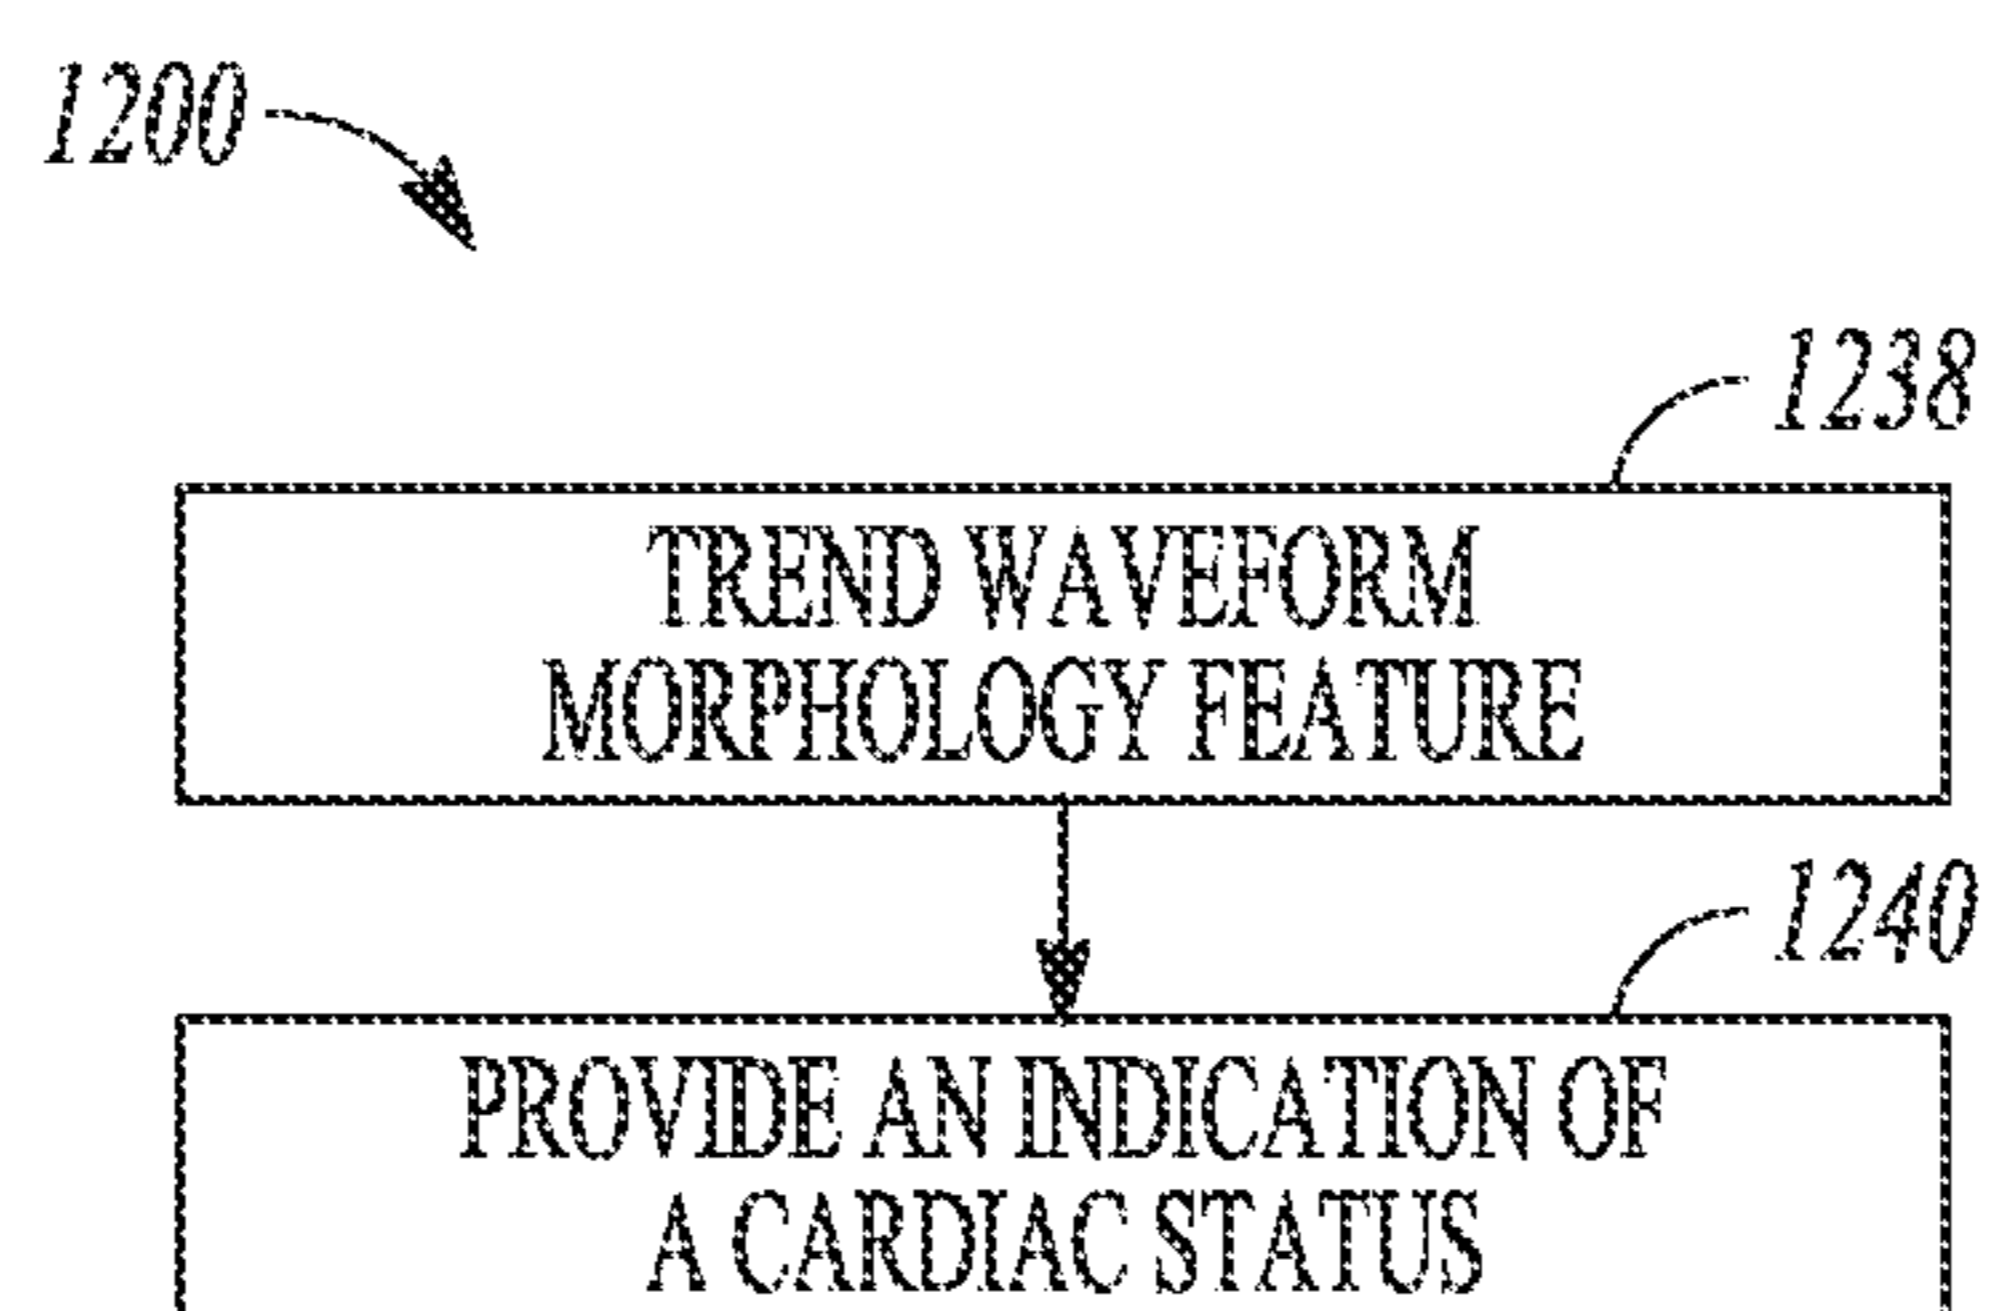 1200
1238
TREND WAVEFORM
MORPHOLOGY FEATURE
1240
PROVIDE AN INDICATION OF
A CARDIAC STATUS